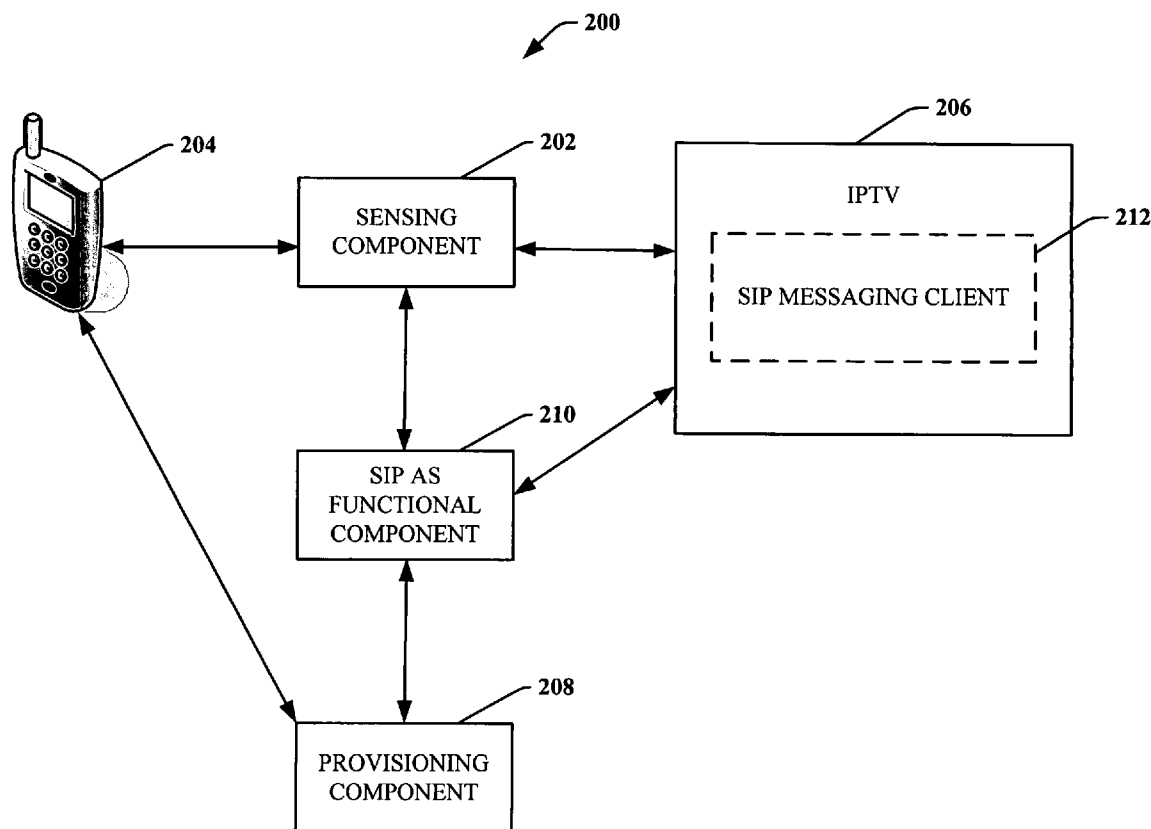 200
204
202
206
SENSING
COMPONENT
IPTV
212
SIP MESSAGING CLIENT
210
SIP AS
FUNCTIONAL
COMPONENT
208
PROVISIONING
COMPONENT